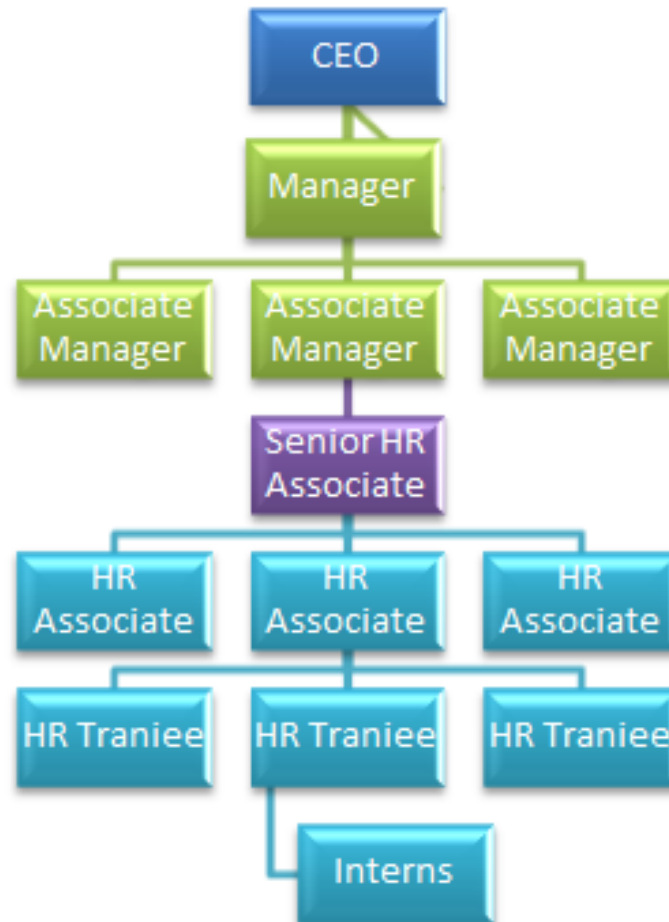 CEO
Manager
Associate
Manager
Associate
Manager
Associate
Manager
Senior HR
Associate
HR
Associate
HR
Associate
HR
Associate
HR Traniee
HR Traniee
HR Traniee
Interns